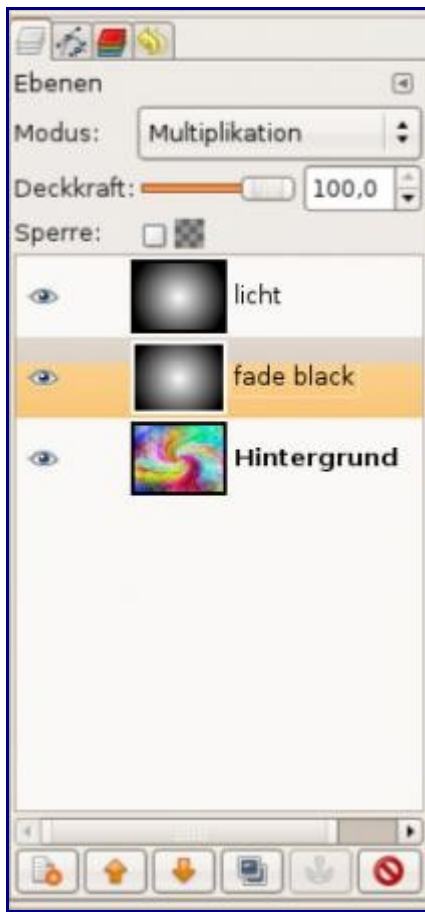 Ebenen
Modus: Multiplikation
Deckkraft: 100,0
Sperre:
licht
fade black
Hintergrund